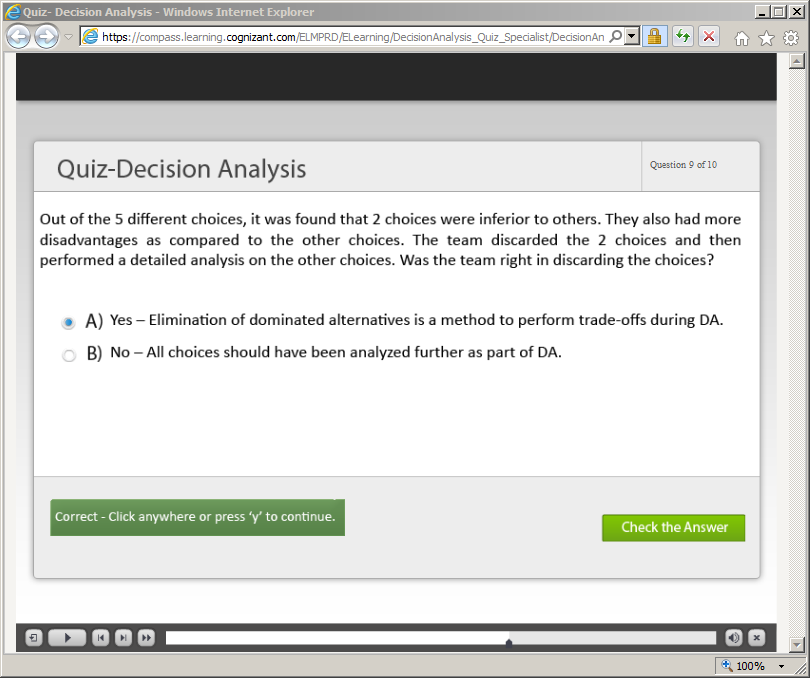 Quiz- Decision Analysis - Windows Internet Explorer
https://compass.learning.cognizant.com/ELMPRD/ELearning/DecisionAnalysis_Quiz_Specialist/DecisionAn
Quiz-Decision Analysis
Question 9 of 10
Out of the 5 different choices, it was found that 2 choices were inferior to others. They also had more
disadvantages as compared to the other choices. The team discarded the 2 choices and then
performed a detailed analysis on the other choices. Was the team right in discarding the choices?
A) Yes – Elimination of dominated alternatives is a method to perform trade-offs during DA.
B) No – All choices should have been analyzed further as part of DA.
Correct - Click anywhere or press ‘y’ to continue.
Check the Answer
100%